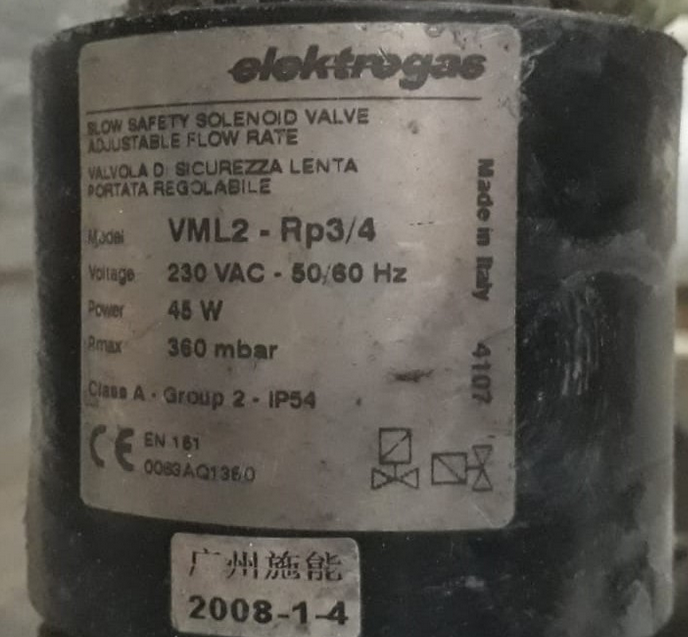 elektrogas
SLOW SAFETY SOLENOID VALVE
ADJUSTABLE FLOW RATE
VALVOLA DI SICUREZZA LENTA
PORTATA REGOLABILE
Model VML2 - Rp3/4
Voltage 230 VAC - 50/60 Hz
Power 45 W
Pmax 360 mbar
Class A - Group 2 - IP54
CE EN 161
0063AQ1350
Made in Italy 4107
广州施能
2008-1-4